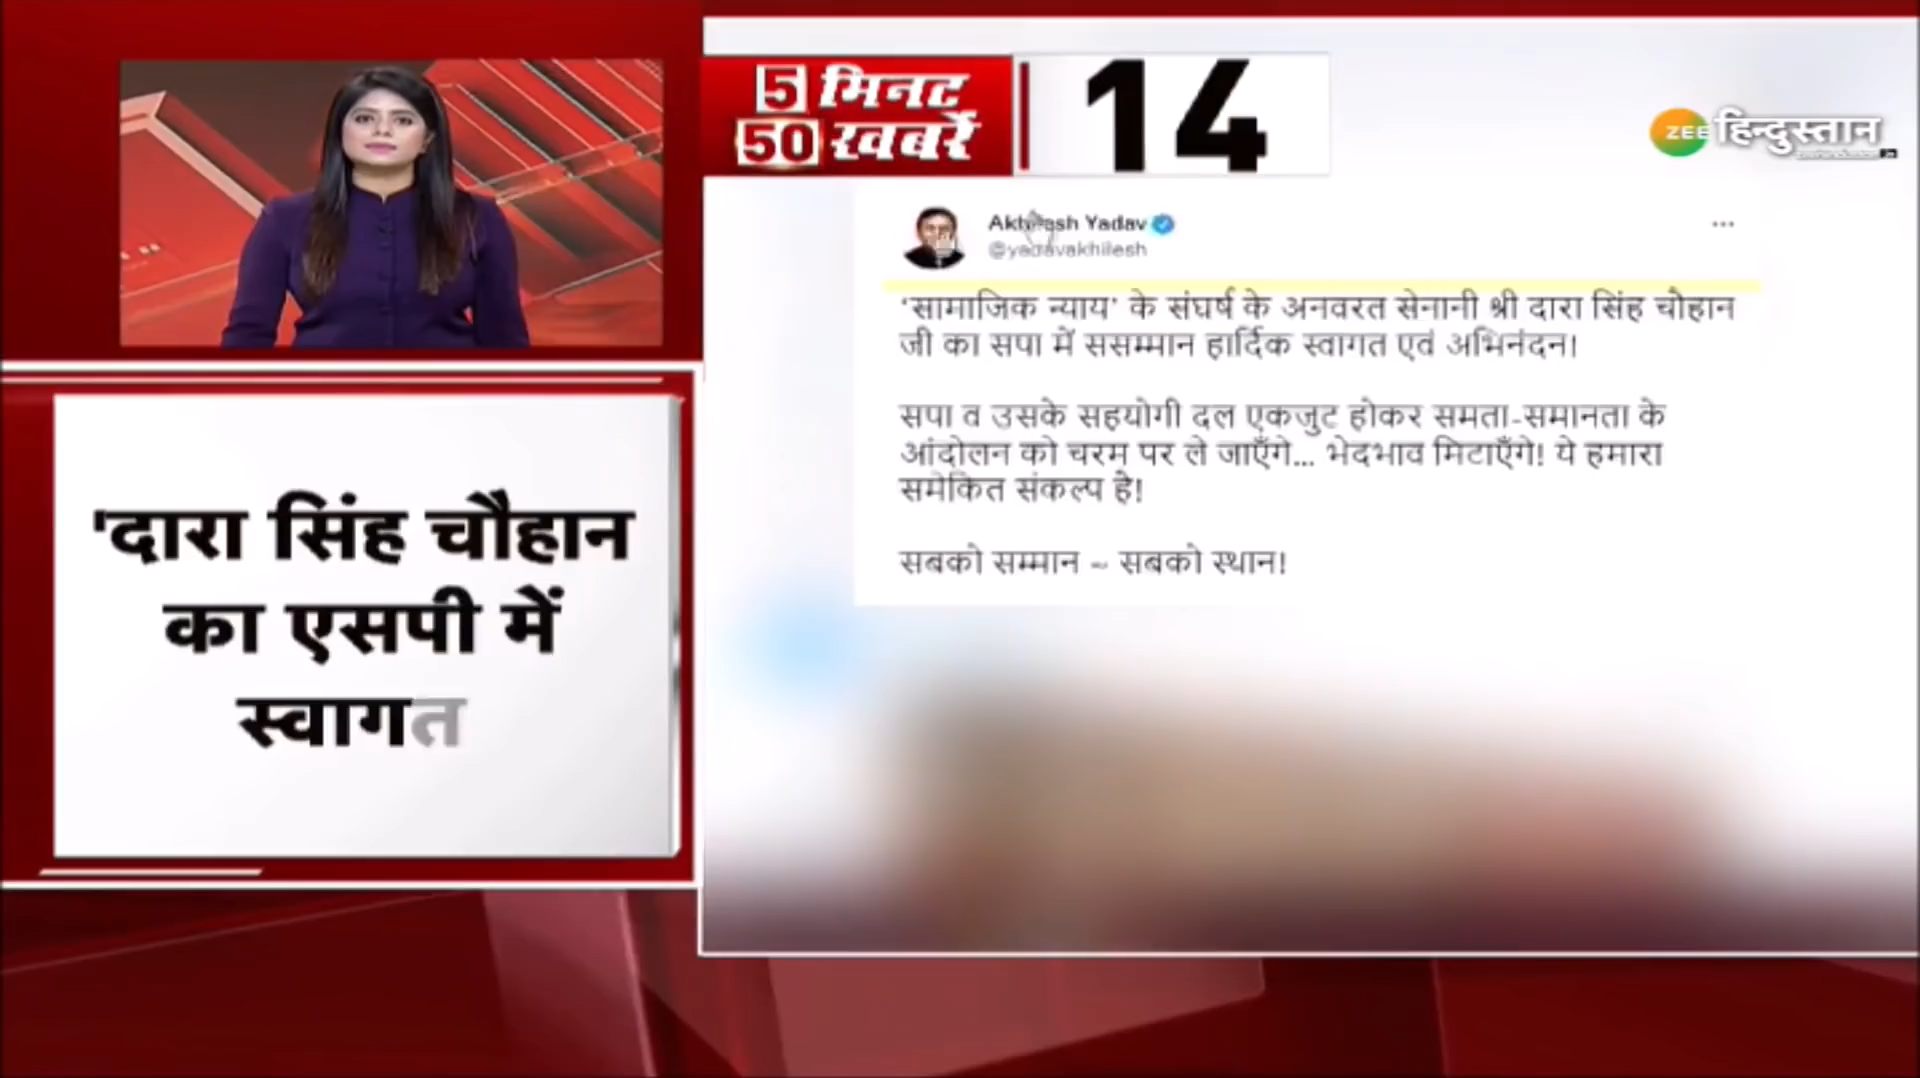 5 मिनट
50 खबरें
14
ZEE हिन्दुस्तान
Akhilesh Yadav
@yadavakhilesh
...
‘सामाजिक न्याय’ के संघर्ष के अनवरत सेनानी श्री दारा सिंह चौहान
जी का सपा में ससम्मान हार्दिक स्वागत एवं अभिनंदन।
सपा व उसके सहयोगी दल एकजुट होकर समता-समानता के
आंदोलन को चरम पर ले जाएँगे... भेदभाव मिटाएँगे! ये हमारा
समेकित संकल्प है!
सबको सम्मान ~ सबको स्थान!
'दारा सिंह चौहान
का एसपी में
स्वागत